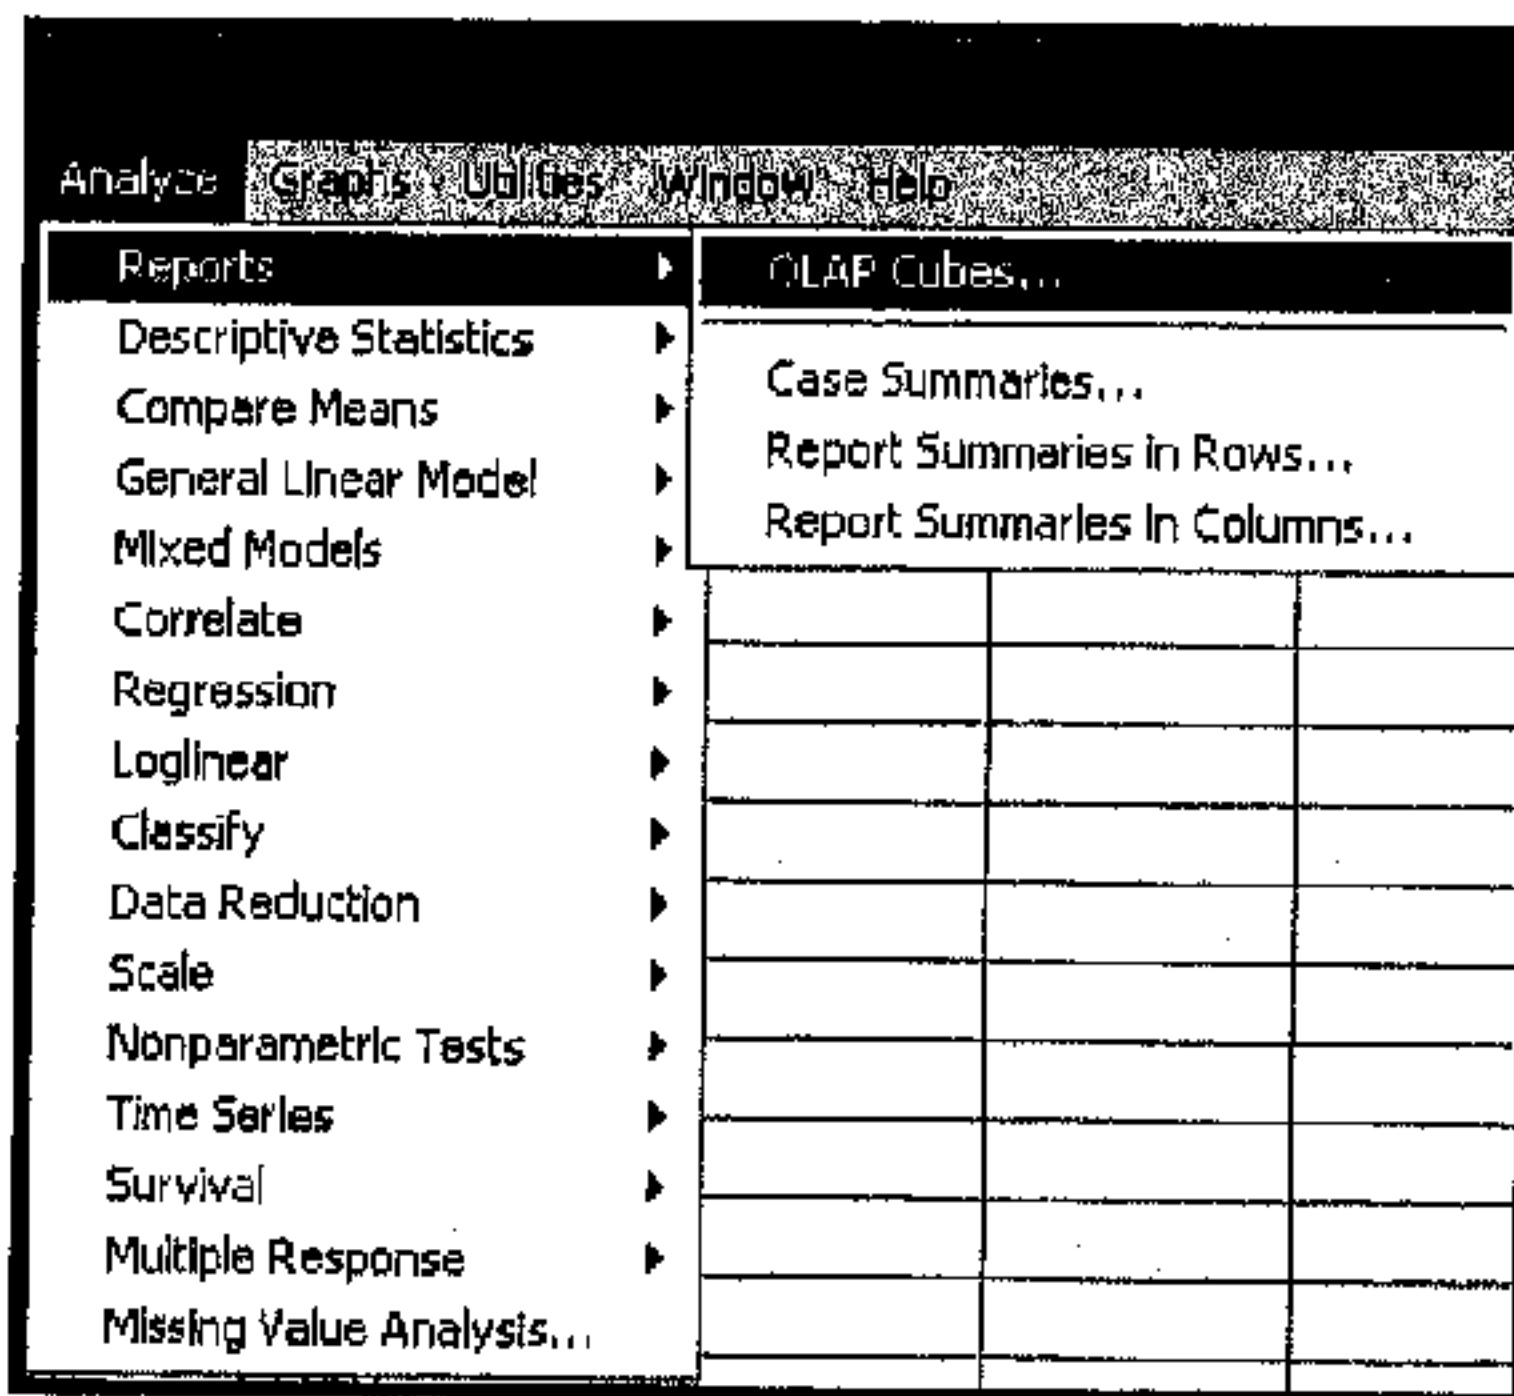 Analyze Graphs Utilities Window Help
Reports
Descriptive Statistics
Compare Means
General Linear Model
Mixed Models
Correlate
Regression
Loglinear
Classify
Data Reduction
Scale
Nonparametric Tests
Time Series
Survival
Multiple Response
Missing Value Analysis...
OLAP Cubes...
Case Summaries...
Report Summaries in Rows...
Report Summaries in Columns...